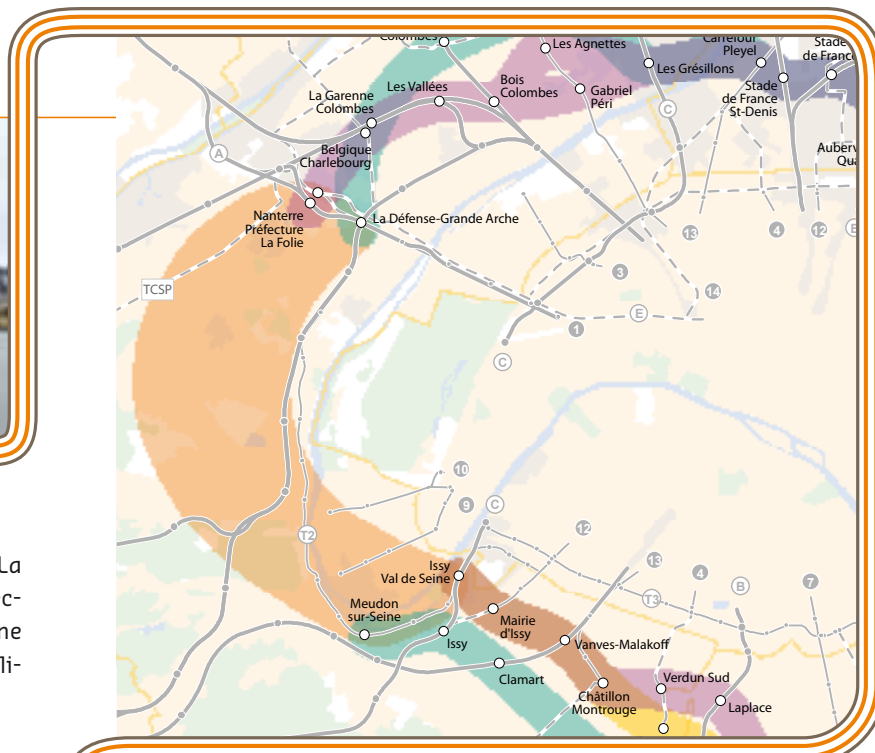 Colombes
Les Agnettes
Carrefour
Pleyel
Stade
de France
Les Grésillons
La Garenne
Colombes
Les Vallées
Bois
Colombes
Gabriel
Péri
Stade
de France
St-Denis
C
A
Belgique
Charlebourg
Nanterre
Préfecture
La Folie
La Défense-Grande Arche
13
4
12
3
14
TCSP
E
1
C
10
9
C
12
T2
La
ec-
ne
li-
Issy
Val de Seine
13
4
B
7
T3
Meudon
sur-Seine
Mairie
d'Issy
Issy
Vanves-Malakoff
Clamart
Châtillon
Montrouge
Verdun Sud
Laplace